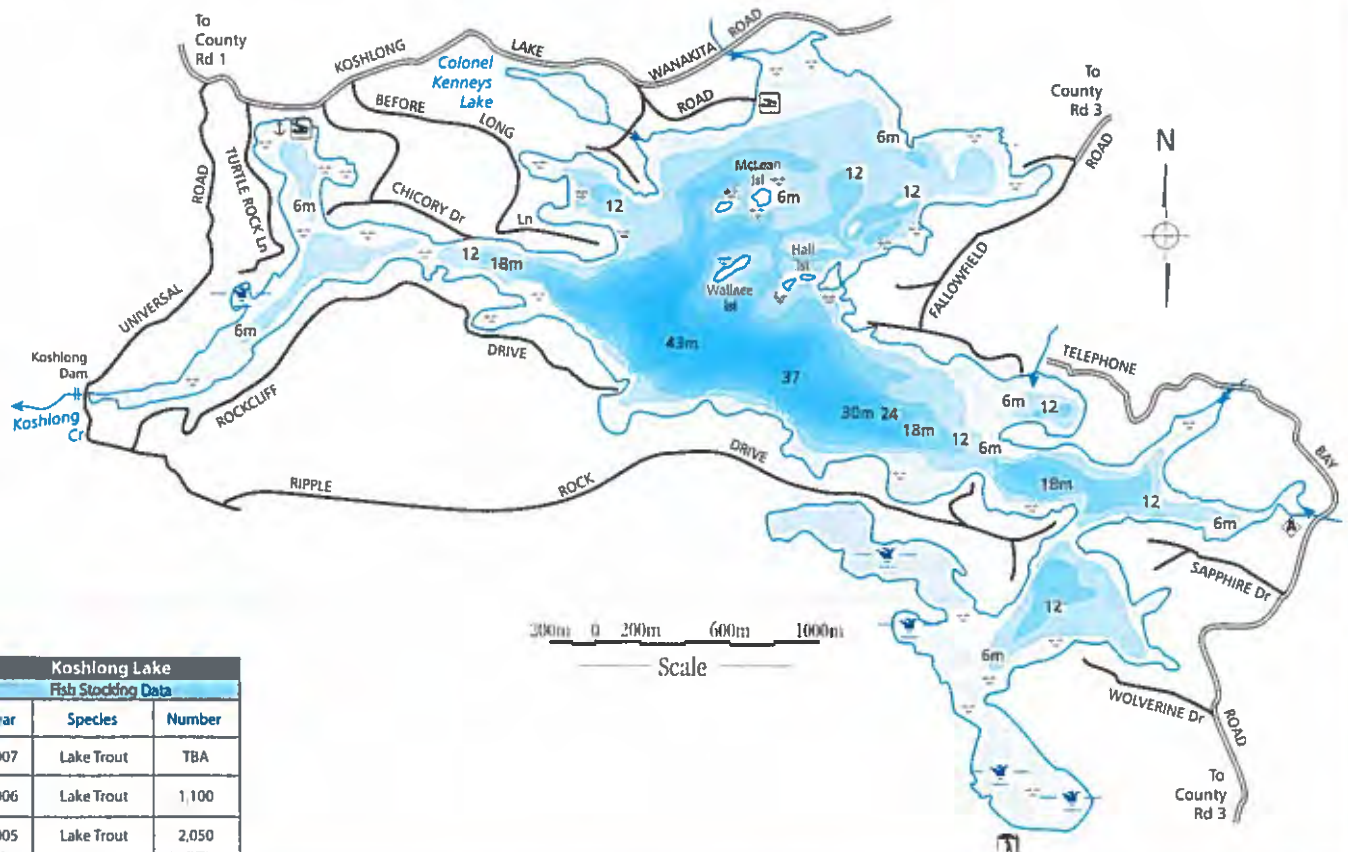 To
County
Rd 1
KOSHLONG
LAKE
WANAKITA
ROAD
Colonel
Kenneys
Lake
BEFORE
LONG
Ln
ROAD
To
County
Rd 3
ROAD
N
UNIVERSAL
ROAD
TURTLE ROCK Ln
CHICORY Dr
6m
6m
12
18m
12
McLean
Isl
6m
6m
12
12
Hall
Isl
Wallace
Isl
FALLOWFIELD
43m
37
30m
24
18m
12
6m
6m
12
TELEPHONE
BAY
ROAD
Koshlong
Dam
Koshlong
Cr
ROCKCLIFF
DRIVE
RIPPLE
ROCK
DRIVE
18m
12
6m
A
SAPPHIRE Dr
12
6m
WOLVERINE Dr
To
County
Rd 3
200m 0 200m 600m 1000m
Scale
Koshlong Lake
Fish Stocking Data
ear Species Number
007 Lake Trout TBA
006 Lake Trout 1,100
005 Lake Trout 2,050